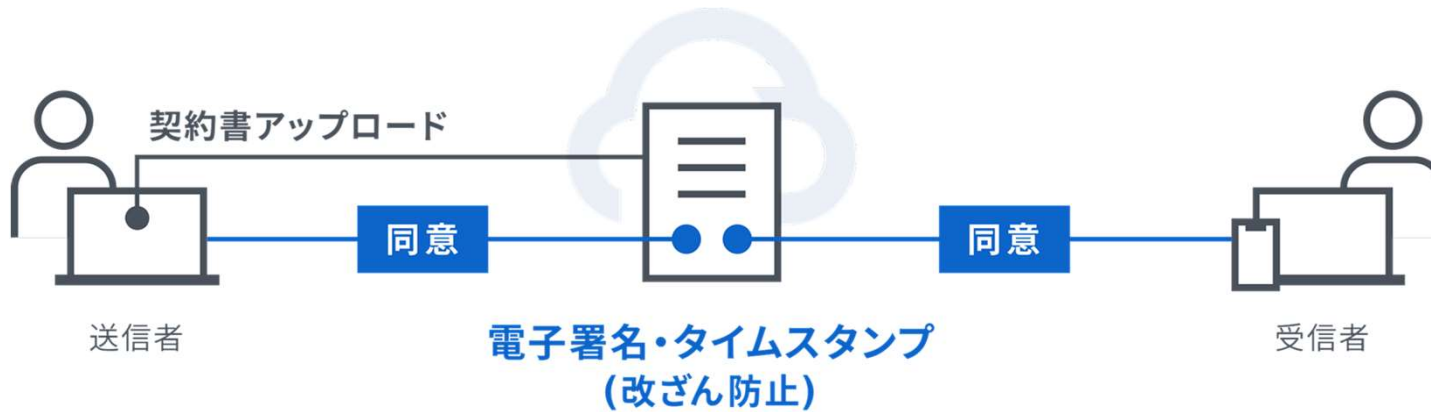 契約書アップロード
同意
同意
送信者
電子署名・タイムスタンプ
(改ざん防止)
受信者